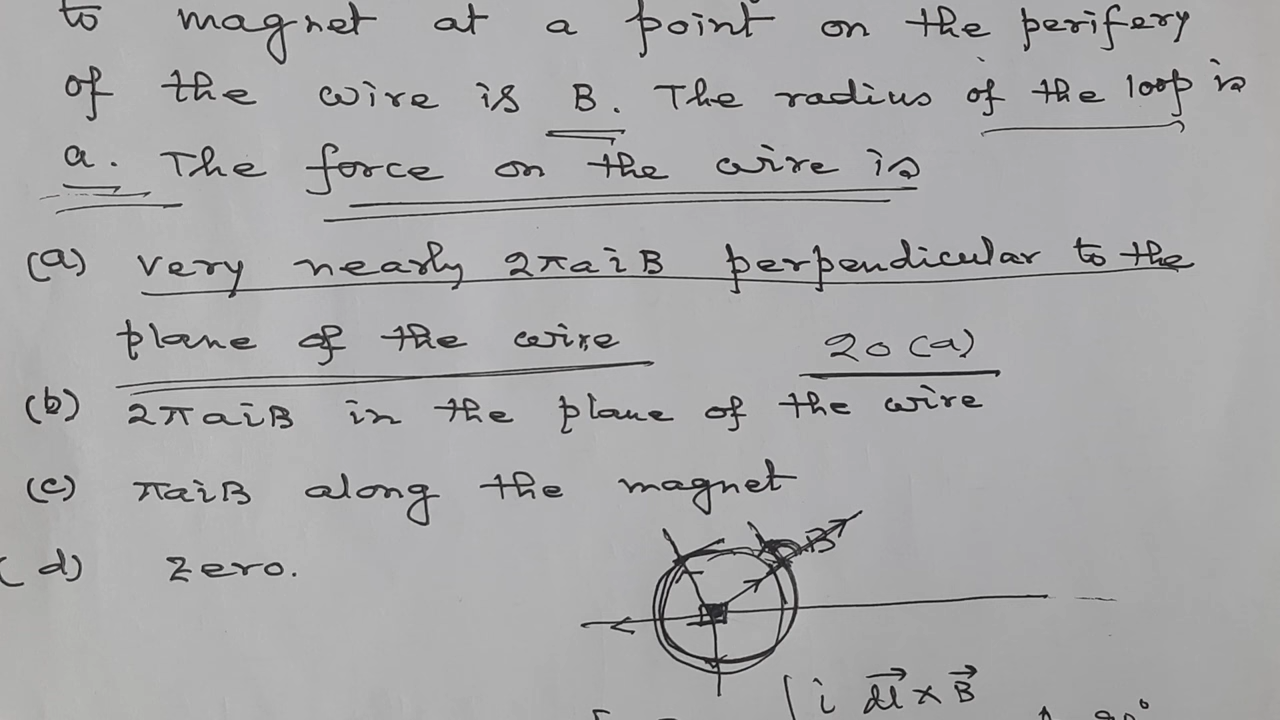 to magnet at a point on the perifery
of the wire is B. The radius of the loop is
a. The force on the wire is
(a) very nearly 2πaiB perpendicular to the
plane of the wire
20 (a)
(b) 2πaiB in the plane of the wire
(c) πaiB along the magnet
(d) zero.
B
∫ i dl⃗ × B⃗
90°